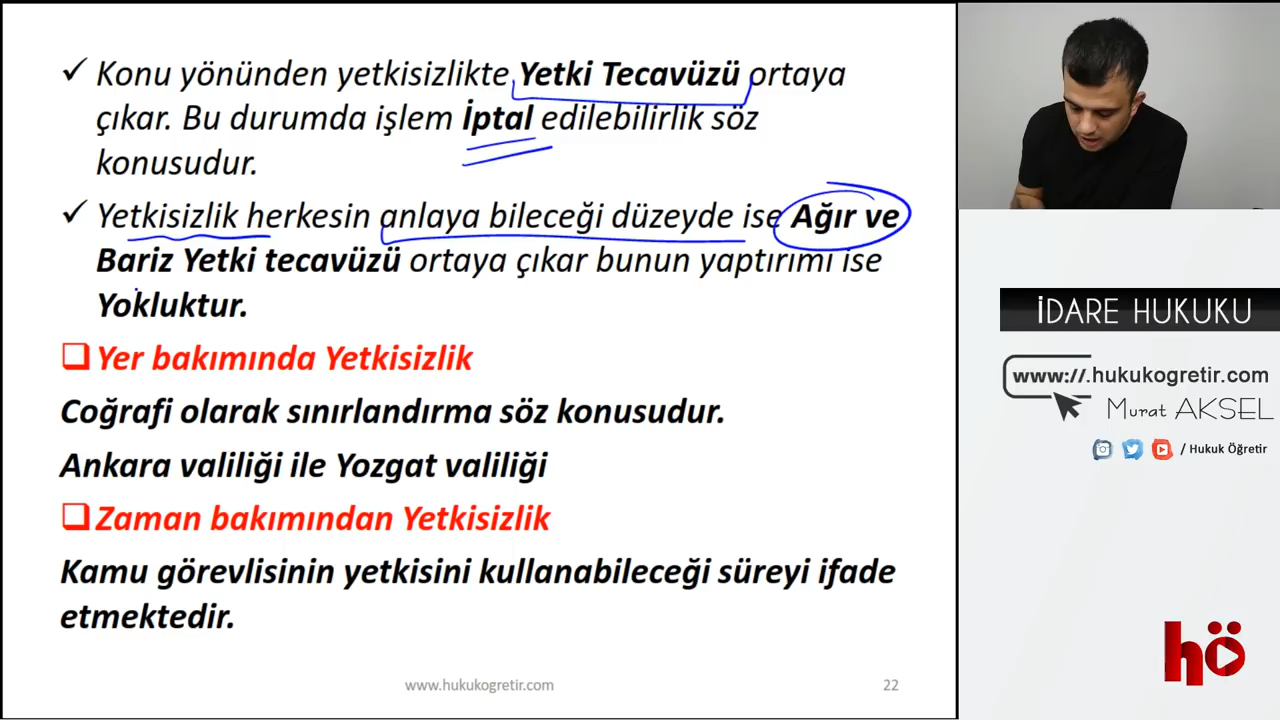 ✓ Konu yönünden yetkisizlikte Yetki Tecavüzü ortaya
çıkar. Bu durumda işlem İptal edilebilirlik söz
konusudur.
✓ Yetkisizlik herkesin anlaya bileceği düzeyde ise Ağır ve
Bariz Yetki tecavüzü ortaya çıkar bunun yaptırımı ise
Yokluktur.
❑ Yer bakımında Yetkisizlik
Coğrafi olarak sınırlandırma söz konusudur.
Ankara valiliği ile Yozgat valiliği
❑ Zaman bakımından Yetkisizlik
Kamu görevlisinin yetkisini kullanabileceği süreyi ifade
etmektedir.
www.hukukogretir.com
22
İDARE HUKUKU
www://.hukukogretir.com
Murat AKSEL
/ Hukuk Öğretir
hö